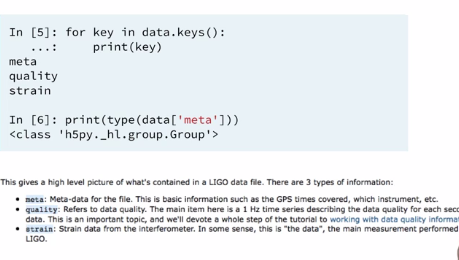 In [5]: for key in data.keys():
   ...:     print(key)
meta
quality
strain
In [6]: print(type(data['meta']))
<class 'h5py._hl.group.Group'>
This gives a high level picture of what's contained in a LIGO data file. There are 3 types of information:
• meta: Meta-data for the file. This is basic information such as the GPS times covered, which instrument, etc.
• quality: Refers to data quality. The main item here is a 1 Hz time series describing the data quality for each
data. This is an important topic, and we'll devote a whole step of the tutorial to working with data quality
• strain: Strain data from the interferometer. In some sense, this is "the data", the main measurement performed
LIGO.